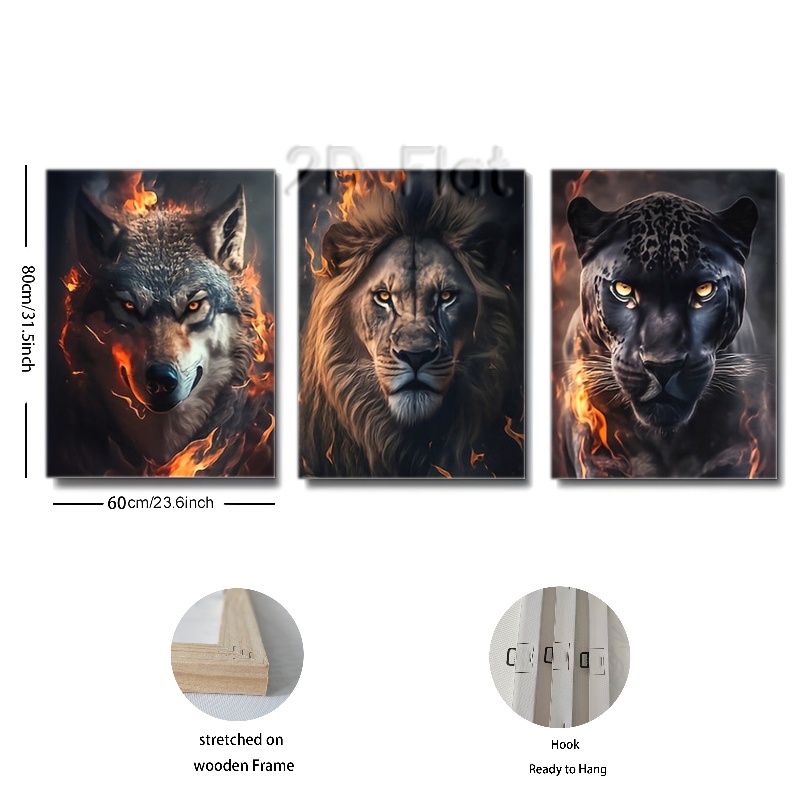 2D Flat
80cm/31.5inch
60cm/23.6inch
stretched on
wooden Frame
Hook
Ready to Hang